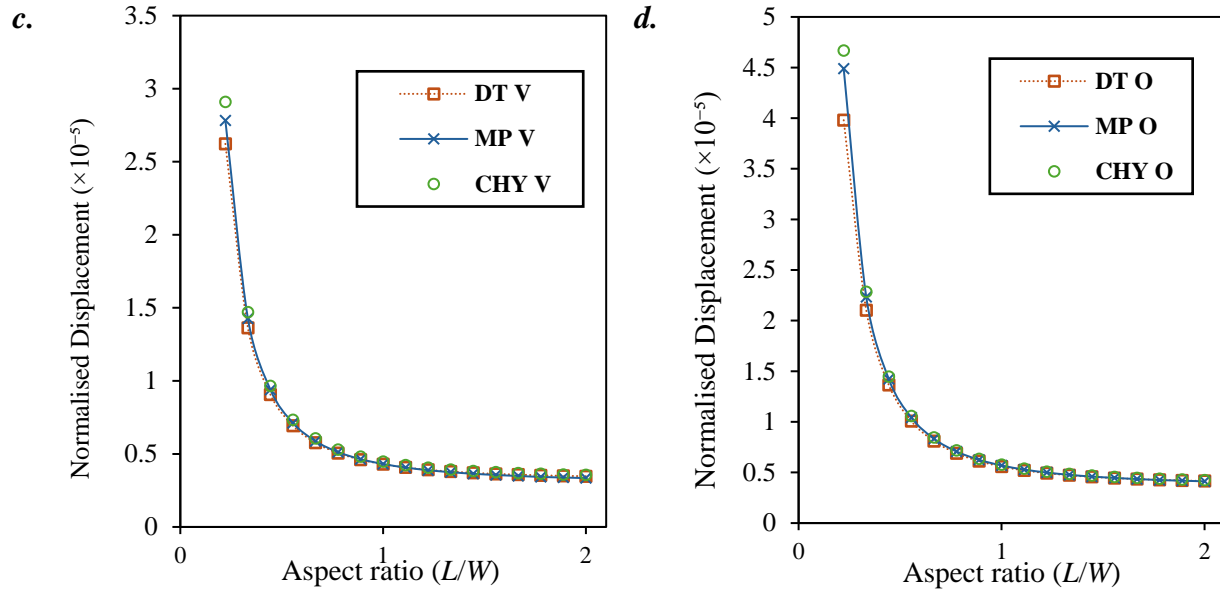 c.
3.5
3
2.5
2
1.5
1
0.5
0
0
1
2
Normalised Displacement (×10⁻⁵)
Aspect ratio (L/W)
DT V
MP V
CHY V
d.
5
4.5
4
3.5
3
2.5
2
1.5
1
0.5
0
0
1
2
Normalised Displacement (×10⁻⁵)
Aspect ratio (L/W)
DT O
MP O
CHY O